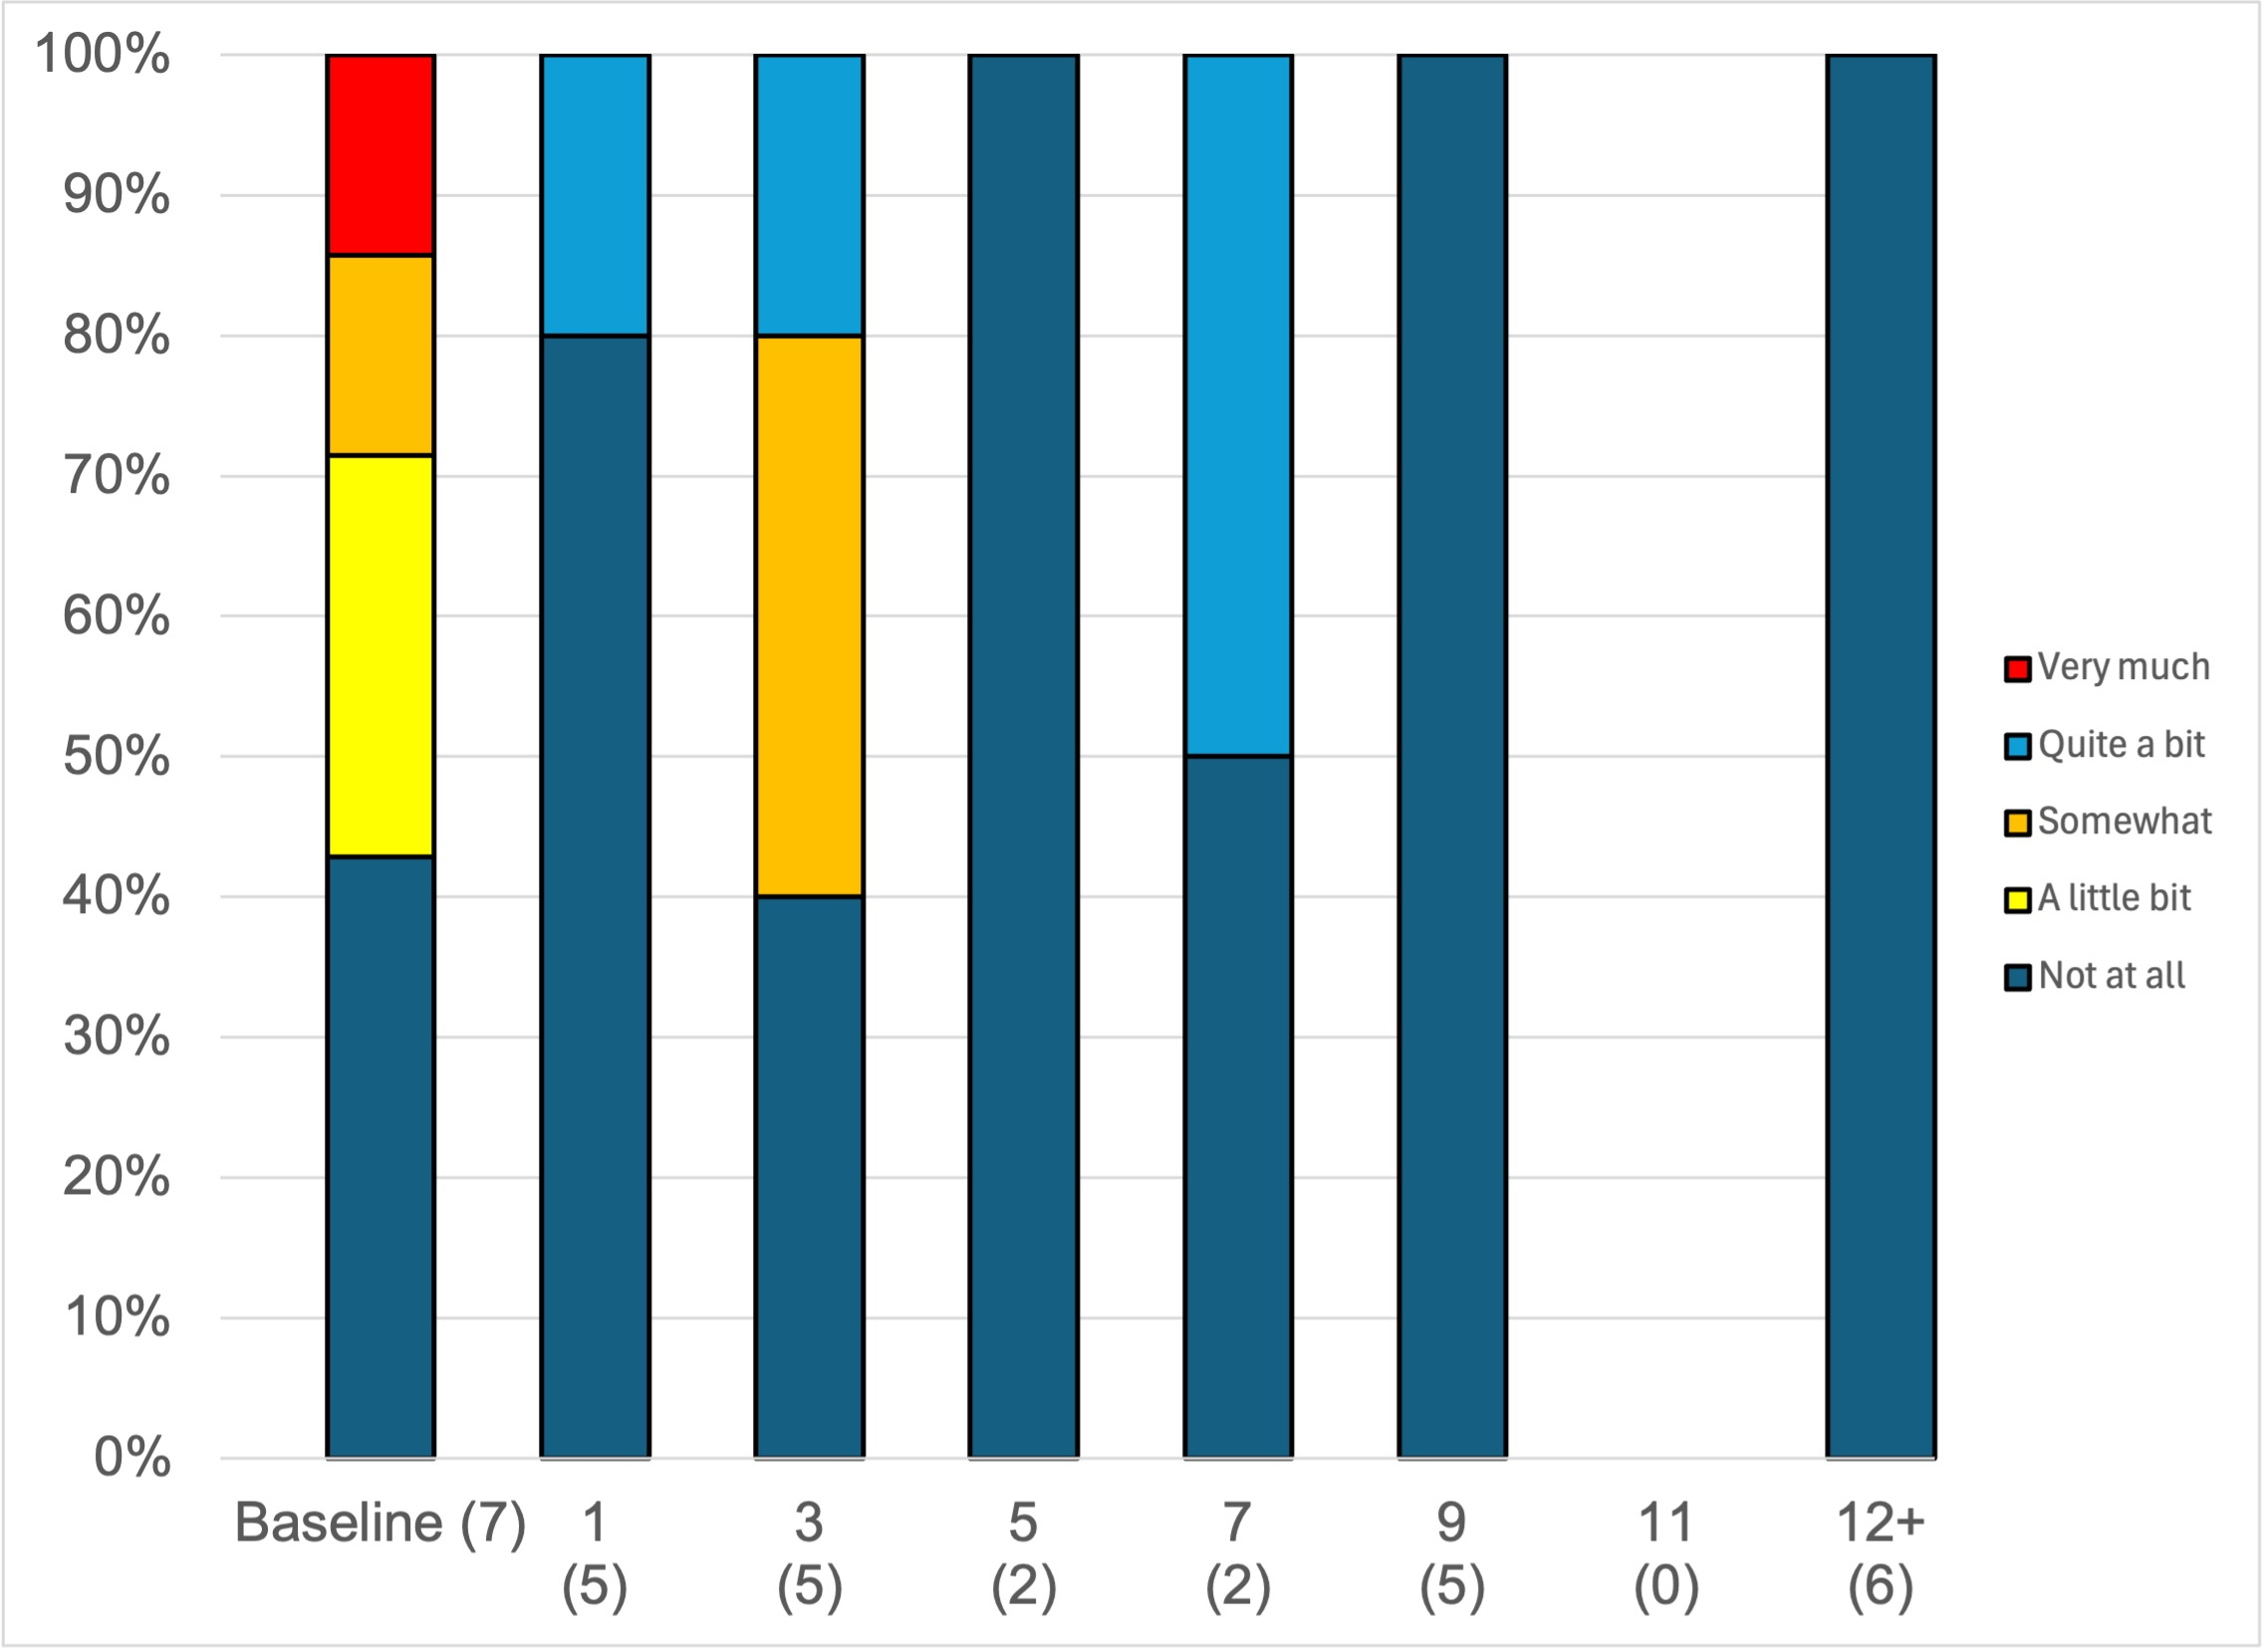 100%
90%
80%
70%
60%
50%
40%
30%
20%
10%
0%
Baseline (7) 1 3 5 7 9 11 12+
(5) (5) (2) (2) (5) (0) (6)
Very much
Quite a bit
Somewhat
A little bit
Not at all